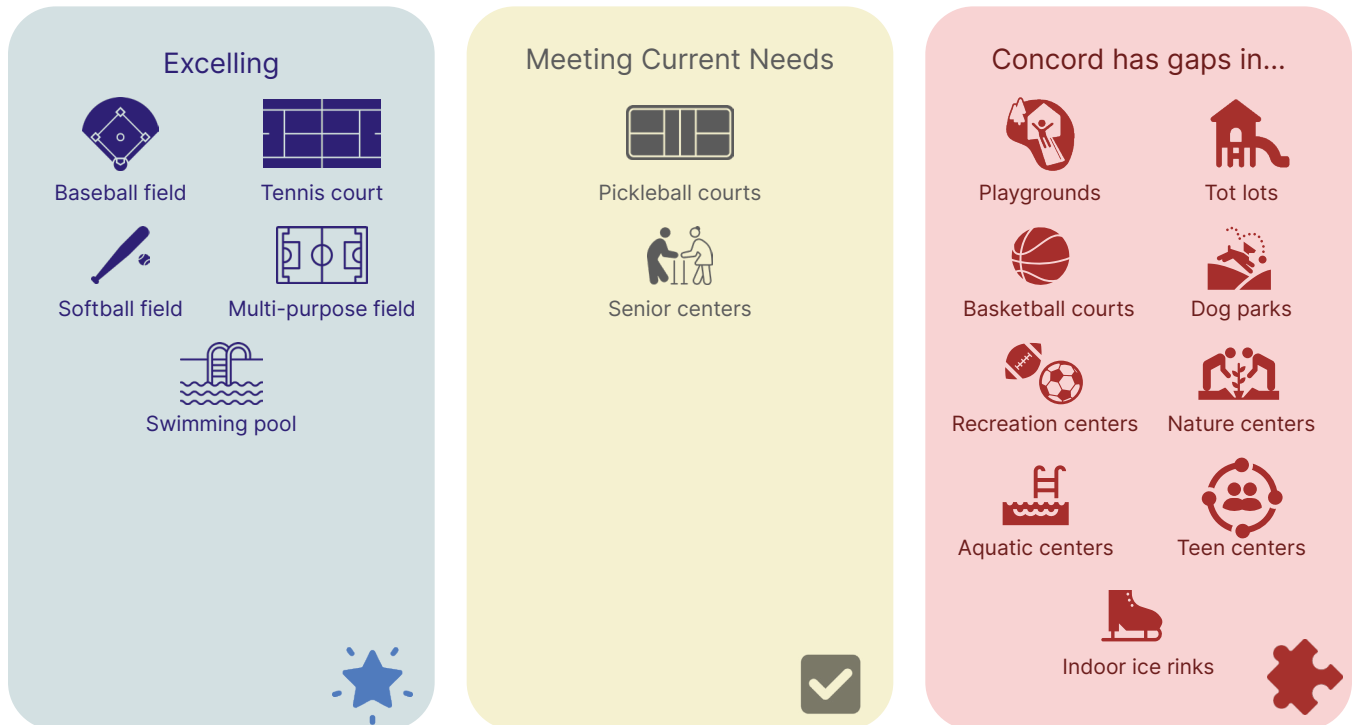 Excelling
Baseball field
Tennis court
Softball field
Multi-purpose field
Swimming pool
Meeting Current Needs
Pickleball courts
Senior centers
Concord has gaps in...
Playgrounds
Tot lots
Basketball courts
Dog parks
Recreation centers
Nature centers
Aquatic centers
Teen centers
Indoor ice rinks